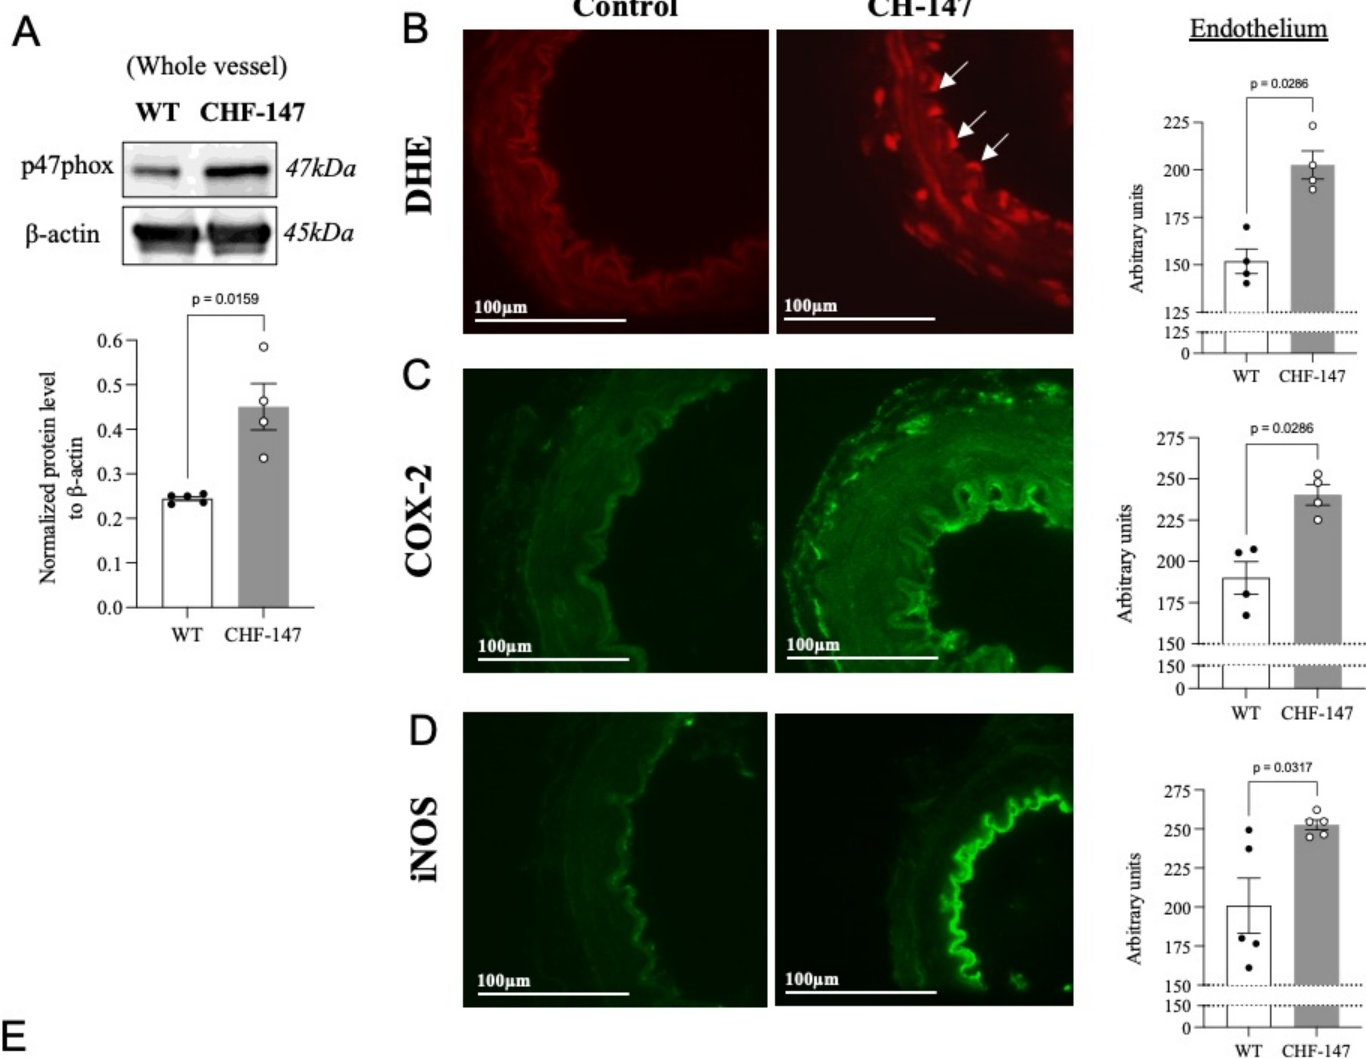 A
(Whole vessel)
WT CHF-147
p47phox 47kDa
β-actin 45kDa
p = 0.0159
Normalized protein level
to β-actin
0.6
0.5
0.4
0.3
0.2
0.1
0.0
WT CHF-147
B
Control CH-147
DHE
100μm 100μm
Endothelium
p = 0.0286
Arbitrary units
225
200
175
150
125
125
0
WT CHF-147
C
COX-2
100μm 100μm
p = 0.0286
Arbitrary units
275
250
225
200
175
150
150
0
WT CHF-147
D
iNOS
100μm 100μm
p = 0.0317
Arbitrary units
275
250
225
200
175
150
150
0
WT CHF-147
E